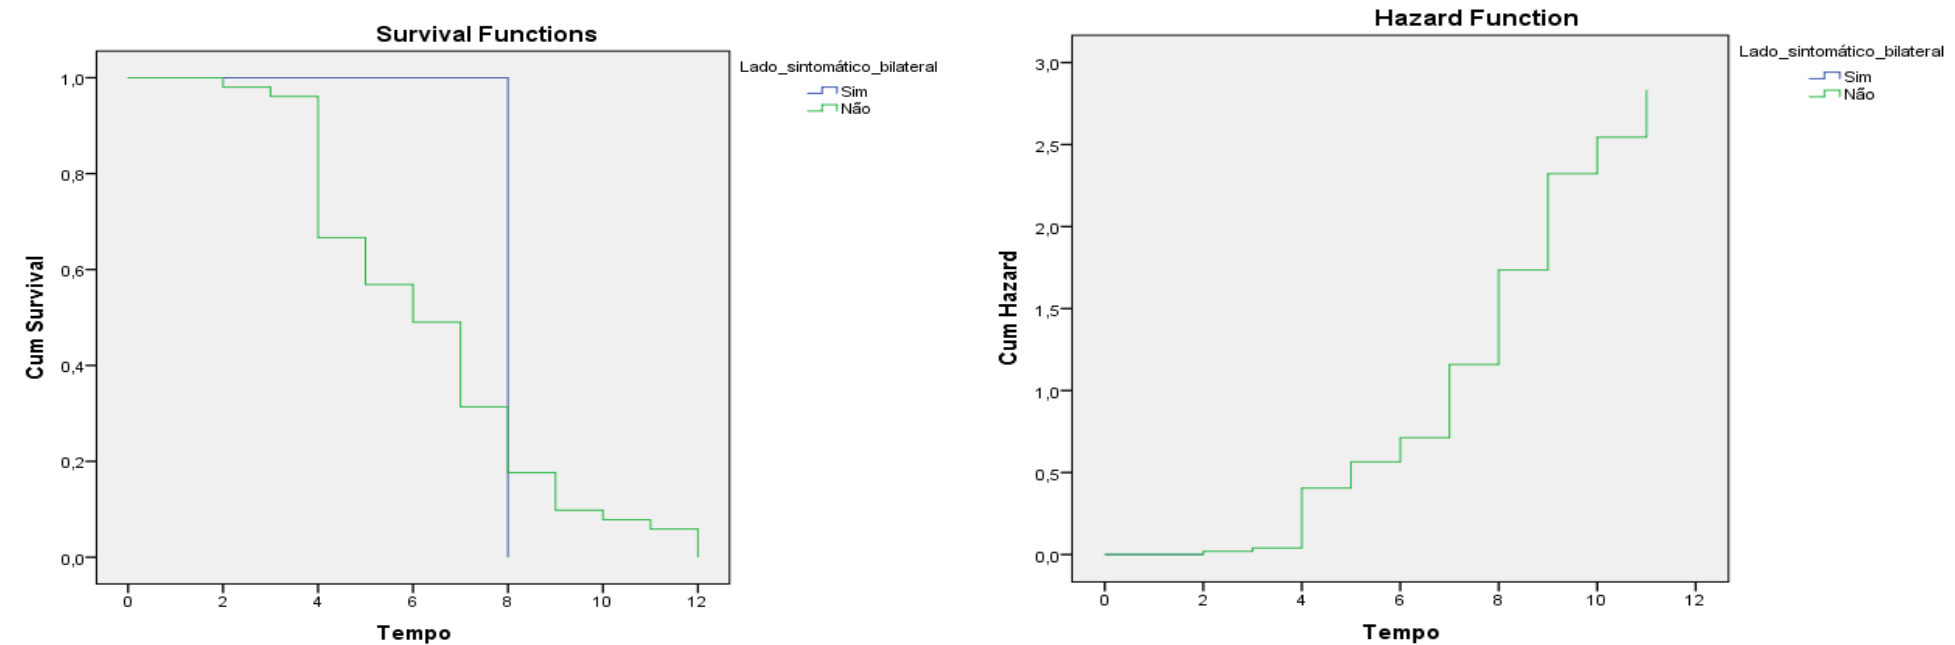 Survival Functions
Lado_sintomático_bilateral
Sim
Não
1,0
0,8
0,6
0,4
0,2
0,0
Cum Survival
0 2 4 6 8 10 12
Tempo
Hazard Function
Lado_sintomático_bilateral
Sim
Não
3,0
2,5
2,0
1,5
1,0
0,5
0,0
Cum Hazard
0 2 4 6 8 10 12
Tempo